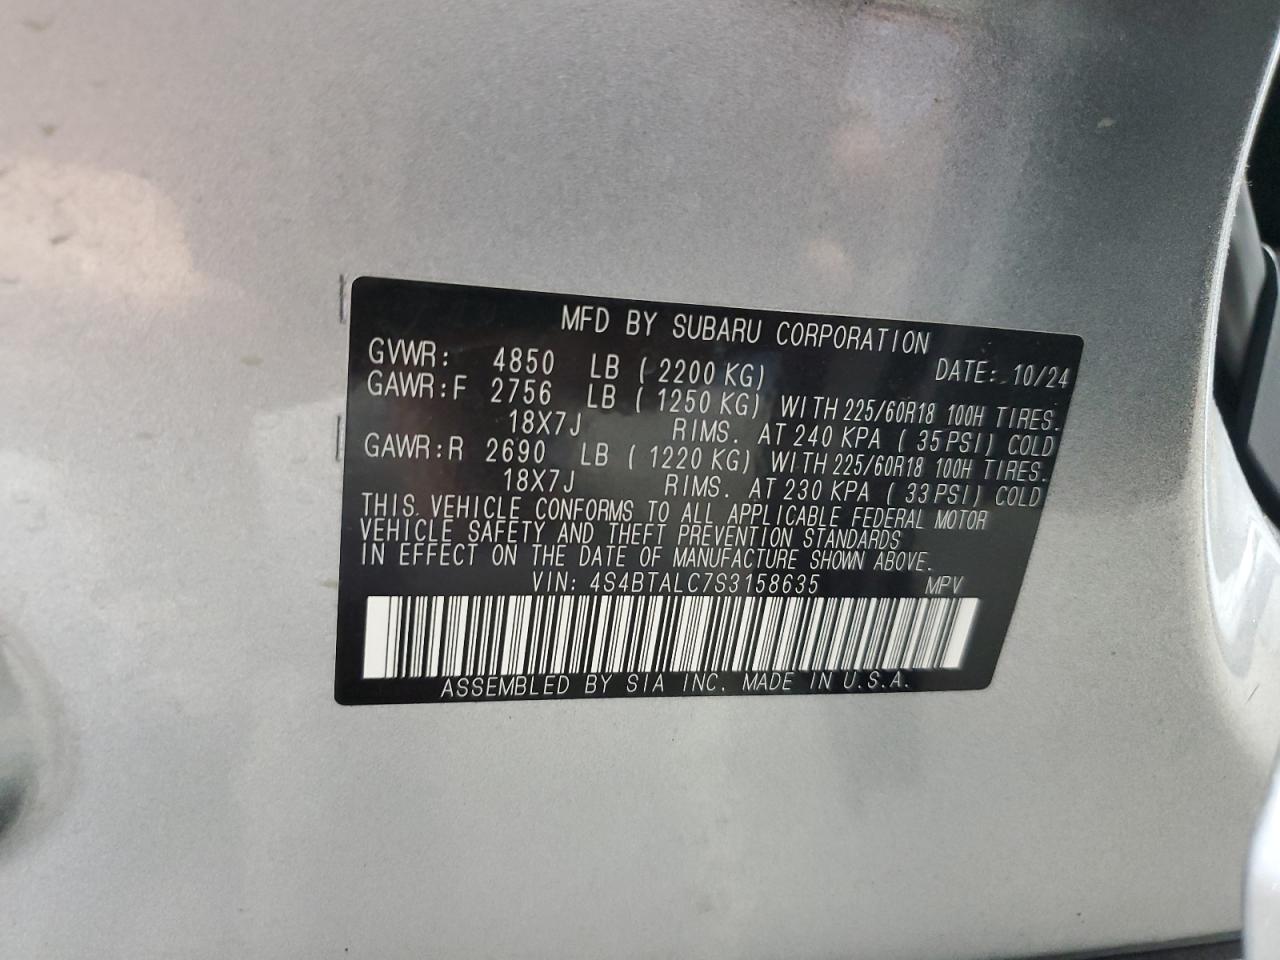 MFD BY SUBARU CORPORATION
GVWR: 4850 LB ( 2200 KG) DATE: 10/24
GAWR:F 2756 LB ( 1250 KG) WITH 225/60R18 100H TIRES.
18X7J RIMS. AT 240 KPA ( 35PSI) COLD
GAWR:R 2690 LB ( 1220 KG) WITH 225/60R18 100H TIRES.
18X7J RIMS. AT 230 KPA ( 33PSI) COLD
THIS VEHICLE CONFORMS TO ALL APPLICABLE FEDERAL MOTOR
VEHICLE SAFETY AND THEFT PREVENTION STANDARDS
IN EFFECT ON THE DATE OF MANUFACTURE SHOWN ABOVE.
VIN: 4S4BTALC7S3158635 MPV
ASSEMBLED BY SIA INC. MADE IN U.S.A.